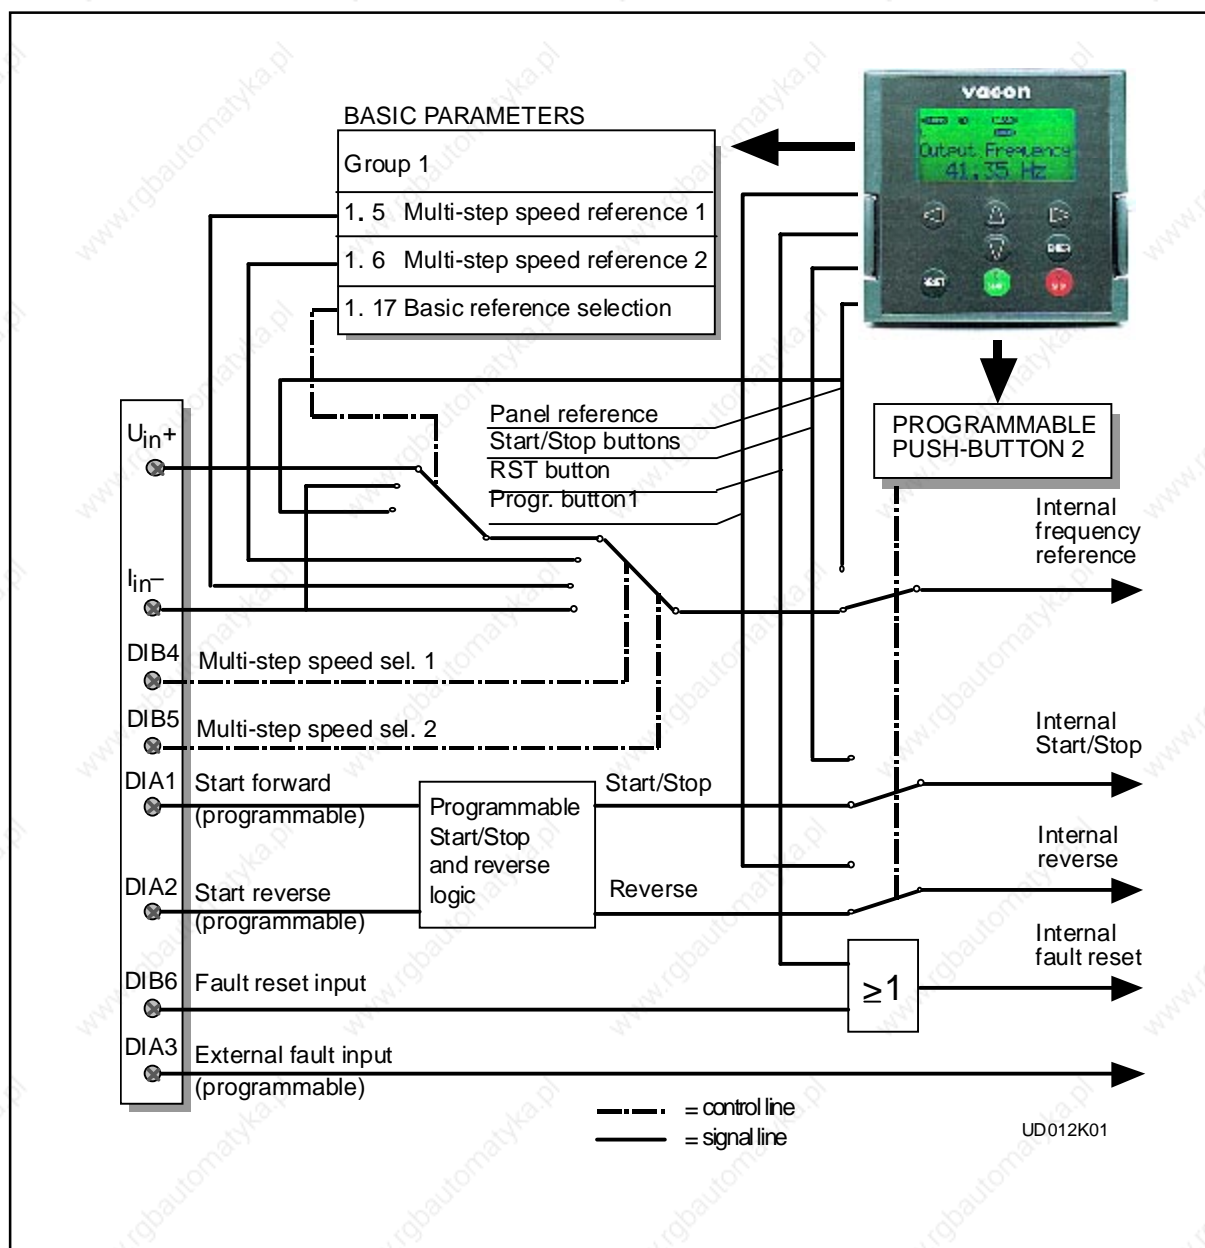 vacon
Output Frequency
41.35 Hz
BASIC PARAMETERS
Group 1
1. 5 Multi-step speed reference 1
1. 6 Multi-step speed reference 2
1. 17 Basic reference selection
Panel reference
Start/Stop buttons
RST button
Progr. button1
PROGRAMMABLE
PUSH-BUTTON 2
Uin+
Iin−
Internal
frequency
reference
DIB4 Multi-step speed sel. 1
DIB5 Multi-step speed sel. 2
Internal
Start/Stop
DIA1 Start forward
(programmable)
Programmable
Start/Stop
and reverse
logic
Start/Stop
Internal
reverse
DIA2 Start reverse
(programmable)
Reverse
Internal
fault reset
DIB6 Fault reset input
≥1
DIA3 External fault input
(programmable)
= control line
= signal line
UD012K01
www.rgbautomatyka.pl